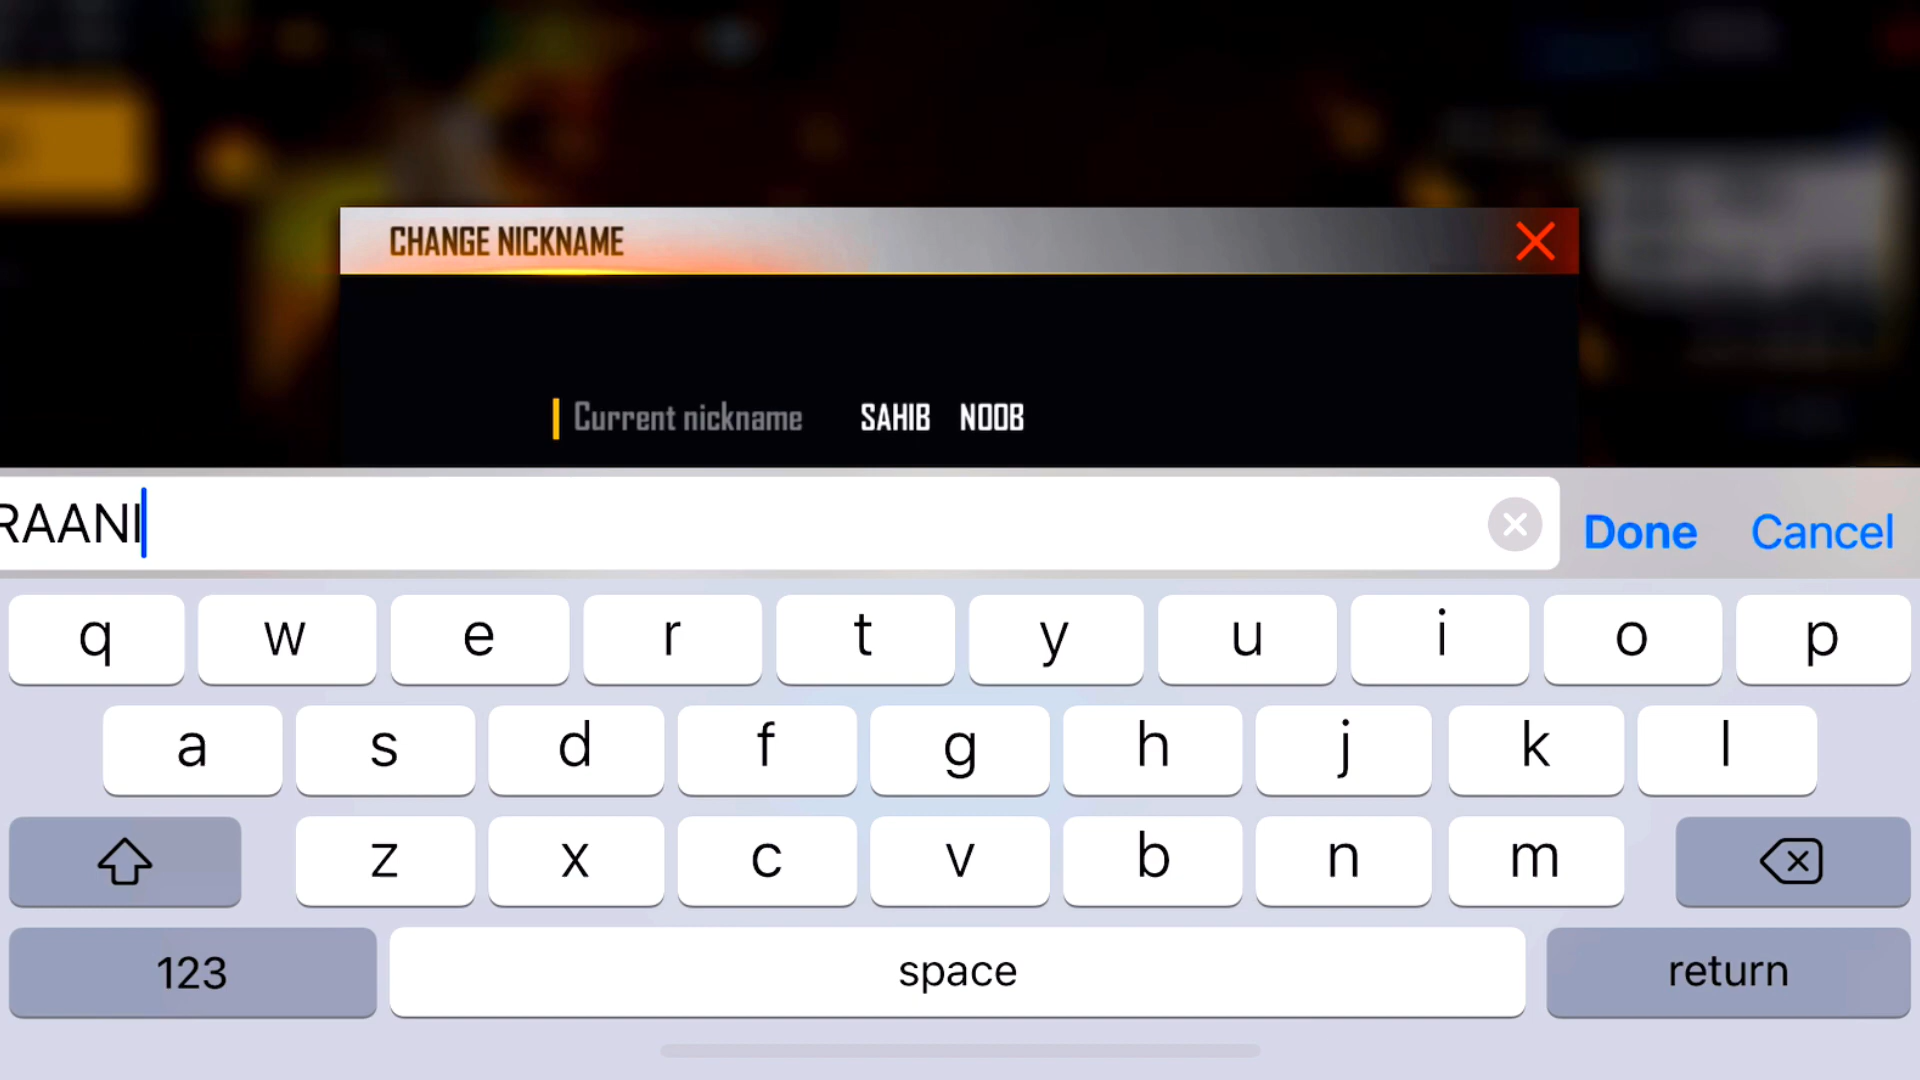 CHANGE NICKNAME
Current nickname SAHIB NOOB
RAANI
Done Cancel
q w e r t y u i o p
a s d f g h j k l
z x c v b n m
123 space return